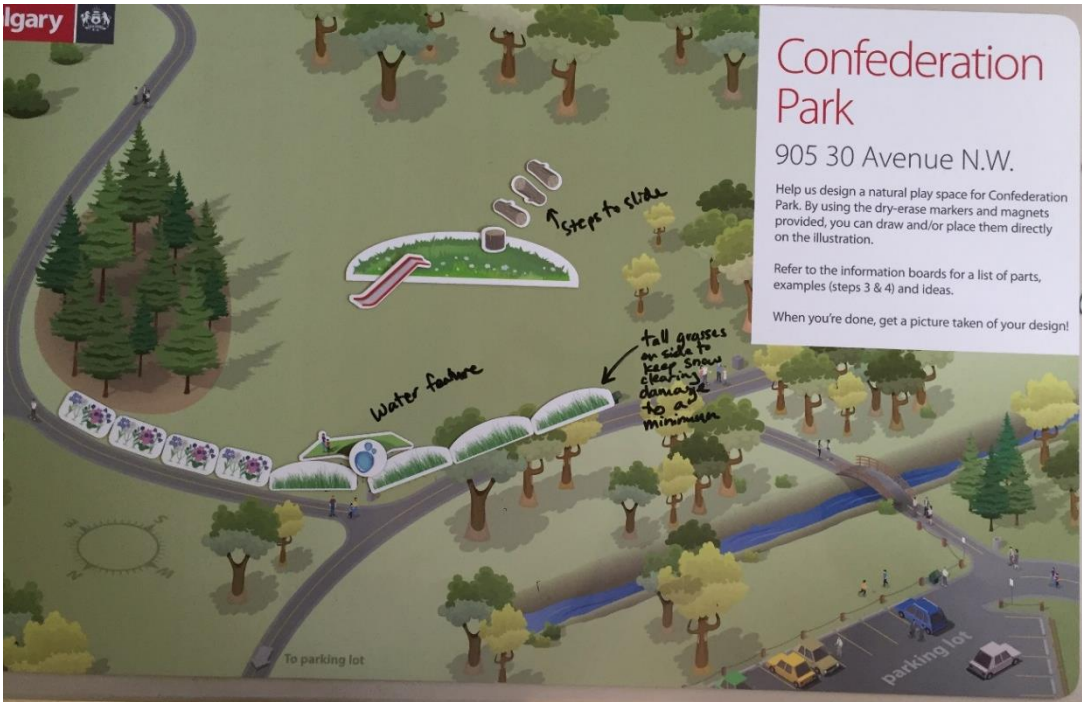 lgary
Confederation
Park
905 30 Avenue N.W.
Help us design a natural play space for Confederation
Park. By using the dry-erase markers and magnets
provided, you can draw and/or place them directly
on the illustration.
Refer to the information boards for a list of parts,
examples (steps 3 & 4) and ideas.
When you're done, get a picture taken of your design!
Steps to slide
tall grasses
on side to
keep snow
clearing
damage
to a
minimum
Water feature
To parking lot
parking lot